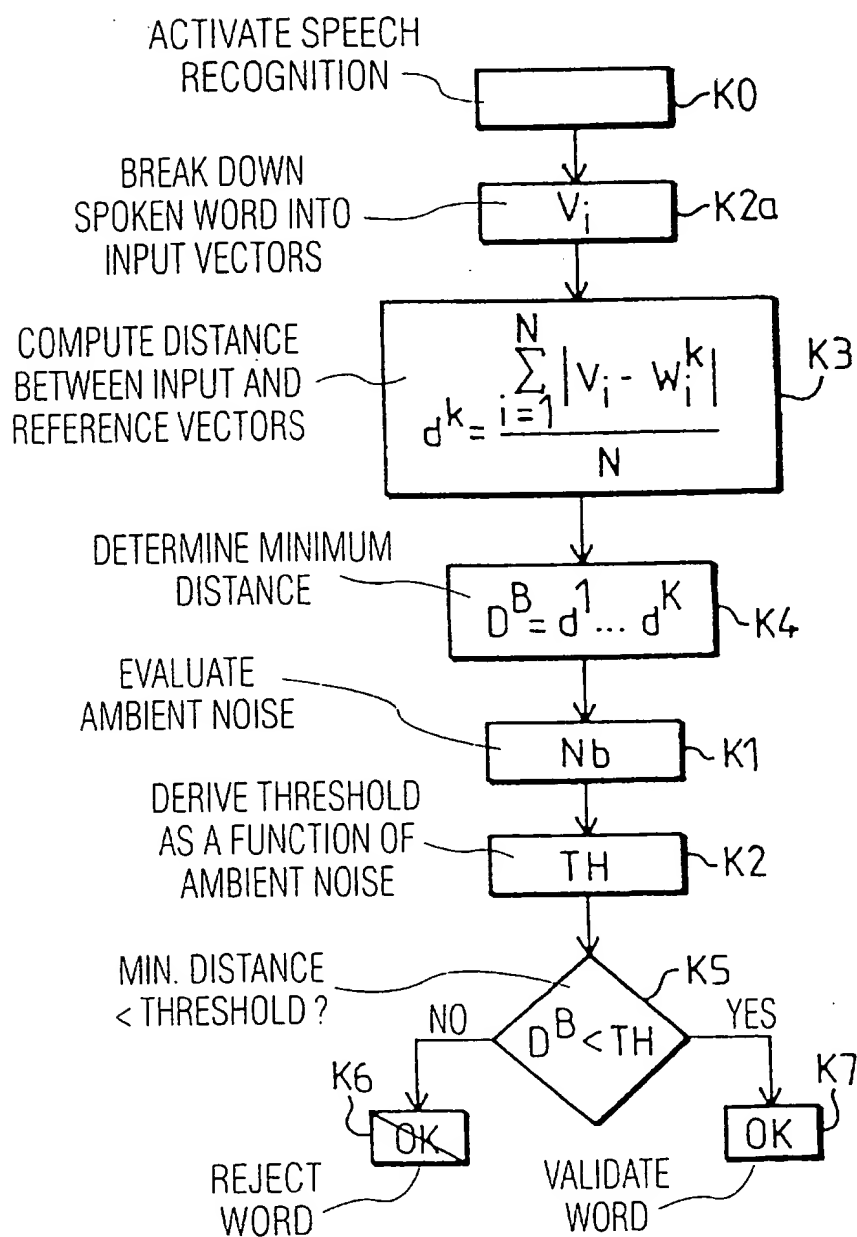 ACTIVATE SPEECH
RECOGNITION
K0
BREAK DOWN
SPOKEN WORD INTO
INPUT VECTORS
Vi
K2a
COMPUTE DISTANCE
BETWEEN INPUT AND
REFERENCE VECTORS
d^k = ∑_{i=1}^{N} |V_i - W_i^k| / N
K3
DETERMINE MINIMUM
DISTANCE
D^B = d^1 ... d^K
K4
EVALUATE
AMBIENT NOISE
Nb
K1
DERIVE THRESHOLD
AS A FUNCTION OF
AMBIENT NOISE
TH
K2
MIN. DISTANCE
< THRESHOLD ?
K5
NO
D^B < TH
YES
K6
OK
REJECT
WORD
K7
OK
VALIDATE
WORD